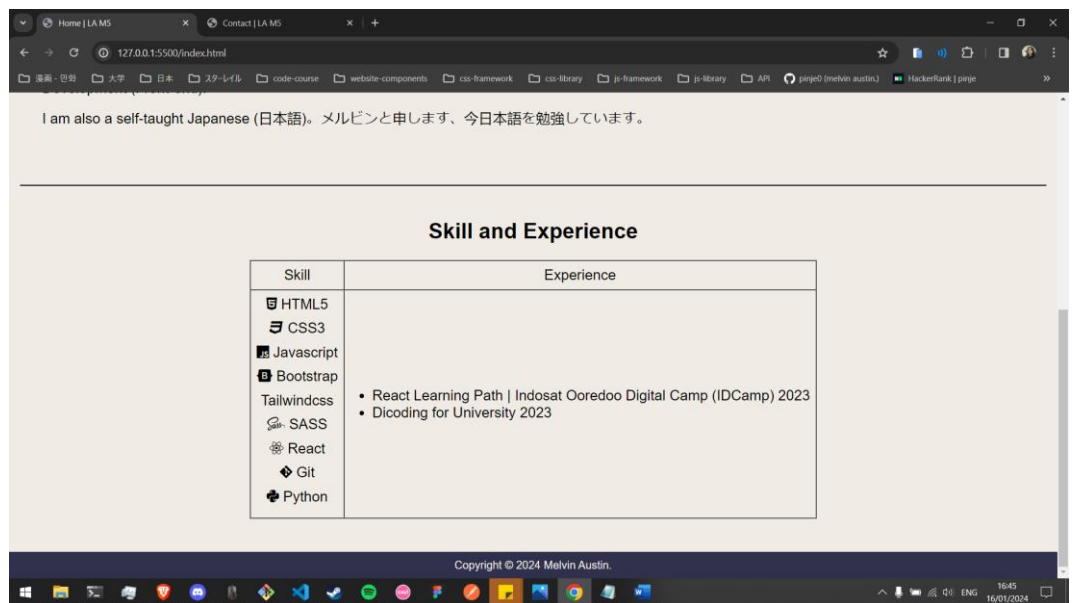 Home | LA M5
Contact | LA M5
127.0.0.1:5500/index.html
漫画 - 만화 大学 日本 スターレイル code-course website-components css-framework css-library js-framework js-library API pinje0 (melvin austin.) HackerRank | pinje
I am also a self-taught Japanese (日本語)。メルビンと申します、今日本語を勉強しています。
Skill and Experience
Skill
Experience
HTML5
CSS3
Javascript
Bootstrap
Tailwindcss
SASS
React
Git
Python
React Learning Path | Indosat Ooredoo Digital Camp (IDCamp) 2023
Dicoding for University 2023
Copyright © 2024 Melvin Austin.
ENG
16:45
16/01/2024